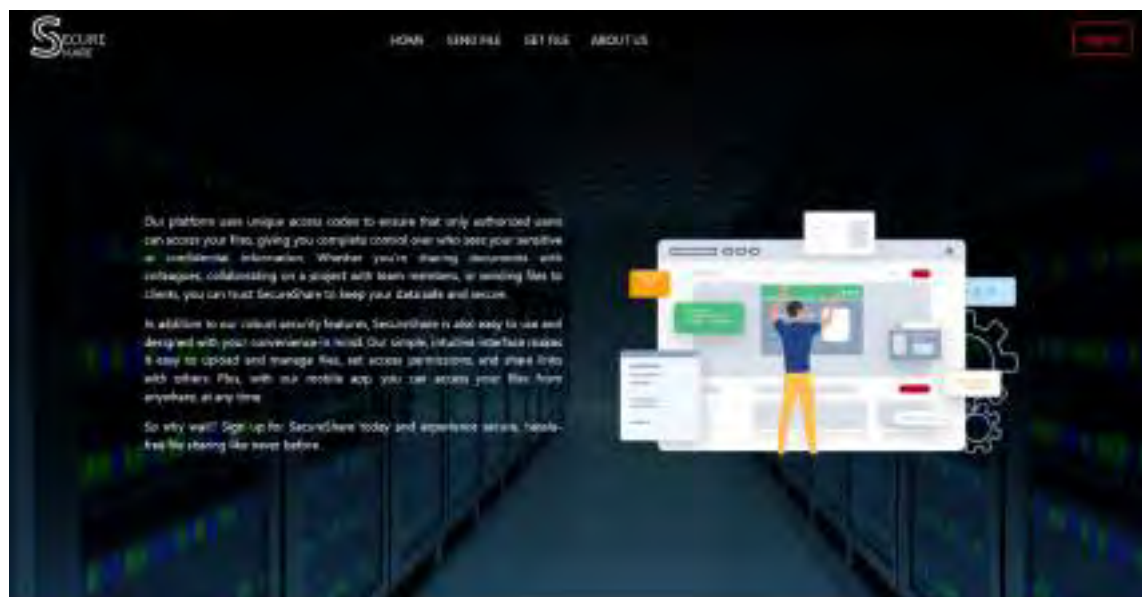 SECURE
SHARE
HOME SEND FILE GET FILE ABOUT US
Our platform uses unique access codes to ensure that only authorized users
can access your files, giving you complete control over who sees your sensitive
or confidential information. Whether you're sharing documents with
colleagues, collaborating on a project with team members, or sending files to
clients, you can trust SecureShare to keep your data safe and secure.
In addition to our robust security features, SecureShare is also easy to use and
designed with your convenience in mind. Our simple, intuitive interface makes
it easy to upload and manage files, set access permissions, and share links
with others. Plus, with our mobile app, you can access your files from
anywhere, at any time.
So why wait? Sign up for SecureShare today and experience secure, hassle-
free file sharing like never before.